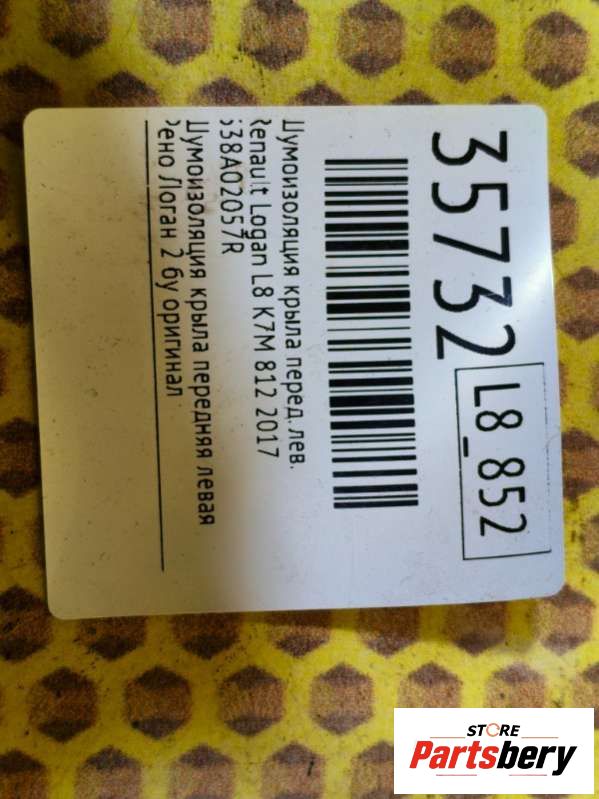 35732
L8_852
Шумоизоляция крыла перед. лев.
Renault Logan L8 K7M 812 2017
638A02057R
Шумоизоляция крыла передняя левая
Рено Логан 2 бу оригинал
STORE
Partsbery